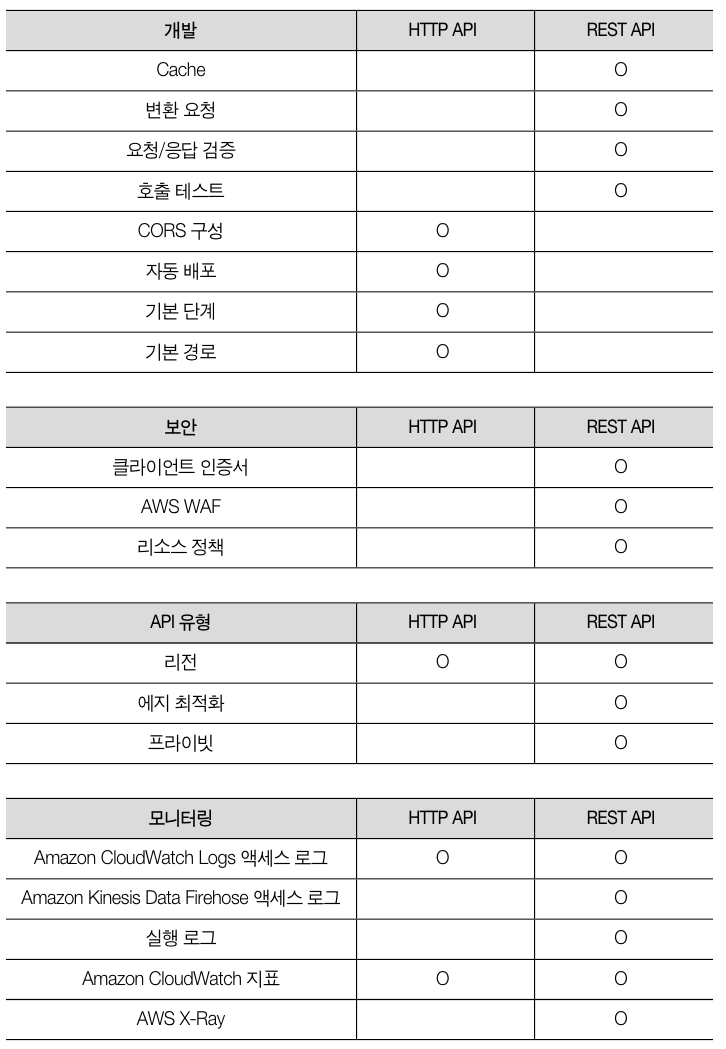 개발 HTTP API REST API
Cache O
변환 요청 O
요청/응답 검증 O
호출 테스트 O
CORS 구성 O
자동 배포 O
기본 단계 O
기본 경로 O
보안 HTTP API REST API
클라이언트 인증서 O
AWS WAF O
리소스 정책 O
API 유형 HTTP API REST API
리전 O O
에지 최적화 O
프라이빗 O
모니터링 HTTP API REST API
Amazon CloudWatch Logs 액세스 로그 O O
Amazon Kinesis Data Firehose 액세스 로그 O
실행 로그 O
Amazon CloudWatch 지표 O O
AWS X-Ray O